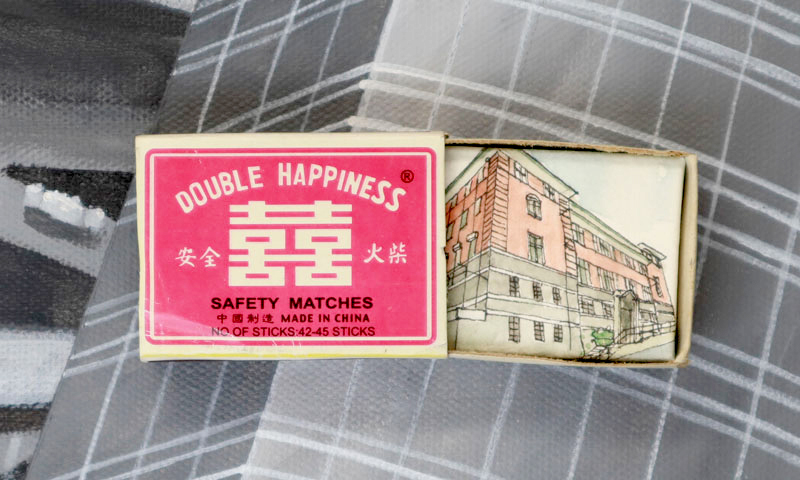 DOUBLE HAPPINESS®
囍
安全 火柴
SAFETY MATCHES
中國制造 MADE IN CHINA
NO OF STICKS:42-45 STICKS